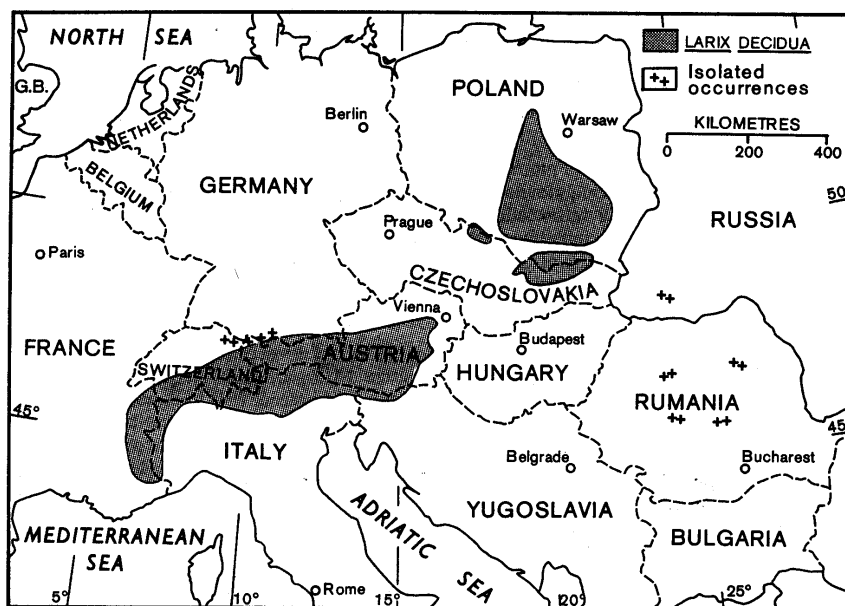 NORTH SEA
G.B.
NETHERLANDS
BELGIUM
Paris
FRANCE
GERMANY
Berlin
POLAND
Warsaw
LARIX DECIDUA
Isolated
occurrences
KILOMETRES
0 200 400
50
RUSSIA
Prague
CZECHOSLOVAKIA
Vienna
AUSTRIA
SWITZERLAND
Budapest
HUNGARY
RUMANIA
45°
45
ITALY
Belgrade
Bucharest
YUGOSLAVIA
BULGARIA
ADRIATIC SEA
MEDITERRANEAN
SEA
Rome
5° 10° 15° 20° 25°